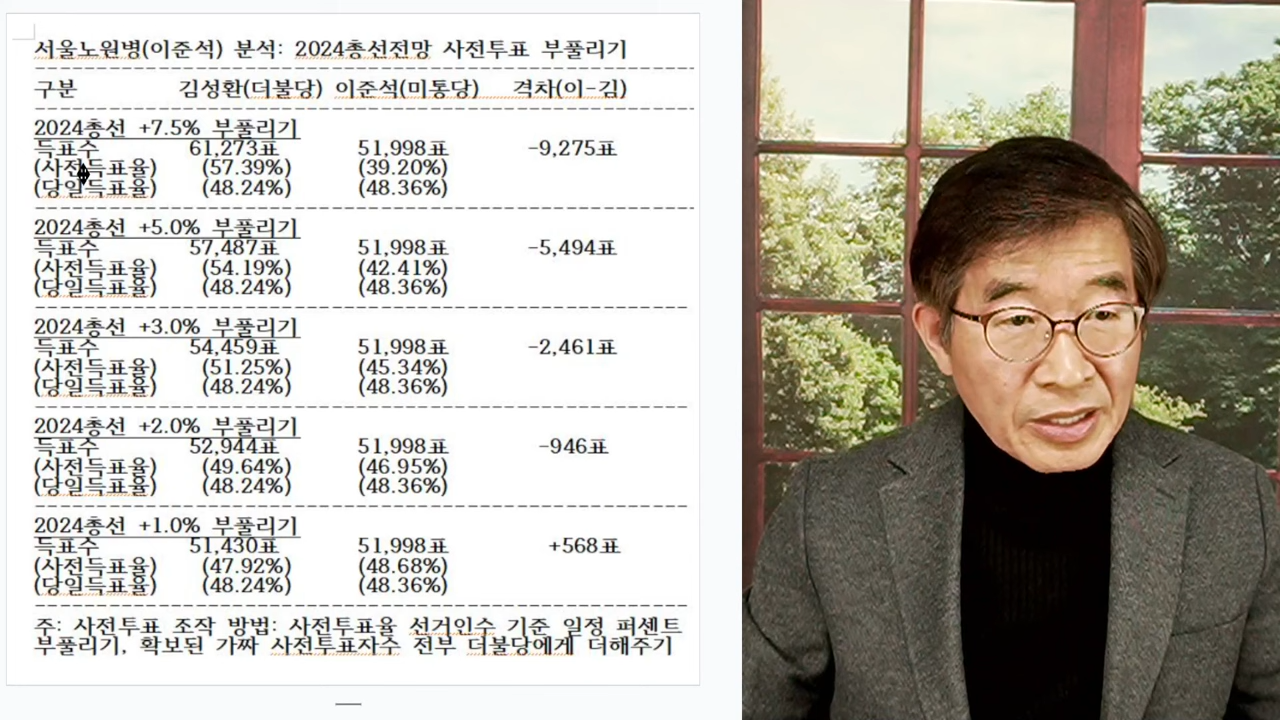 서울노원병(이준석) 분석: 2024총선전망 사전투표 부풀리기
구분 김성환(더불당) 이준석(미통당) 격차(이-김)
2024총선 +7.5% 부풀리기
득표수 61,273표 51,998표 -9,275표
(사전득표율) (57.39%) (39.20%)
(당일득표율) (48.24%) (48.36%)
2024총선 +5.0% 부풀리기
득표수 57,487표 51,998표 -5,494표
(사전득표율) (54.19%) (42.41%)
(당일득표율) (48.24%) (48.36%)
2024총선 +3.0% 부풀리기
득표수 54,459표 51,998표 -2,461표
(사전득표율) (51.25%) (45.34%)
(당일득표율) (48.24%) (48.36%)
2024총선 +2.0% 부풀리기
득표수 52,944표 51,998표 -946표
(사전득표율) (49.64%) (46.95%)
(당일득표율) (48.24%) (48.36%)
2024총선 +1.0% 부풀리기
득표수 51,430표 51,998표 +568표
(사전득표율) (47.92%) (48.68%)
(당일득표율) (48.24%) (48.36%)
주: 사전투표 조작 방법: 사전투표율 선거인수 기준 일정 퍼센트
부풀리기, 확보된 가짜 사전투표자수 전부 더불당에게 더해주기